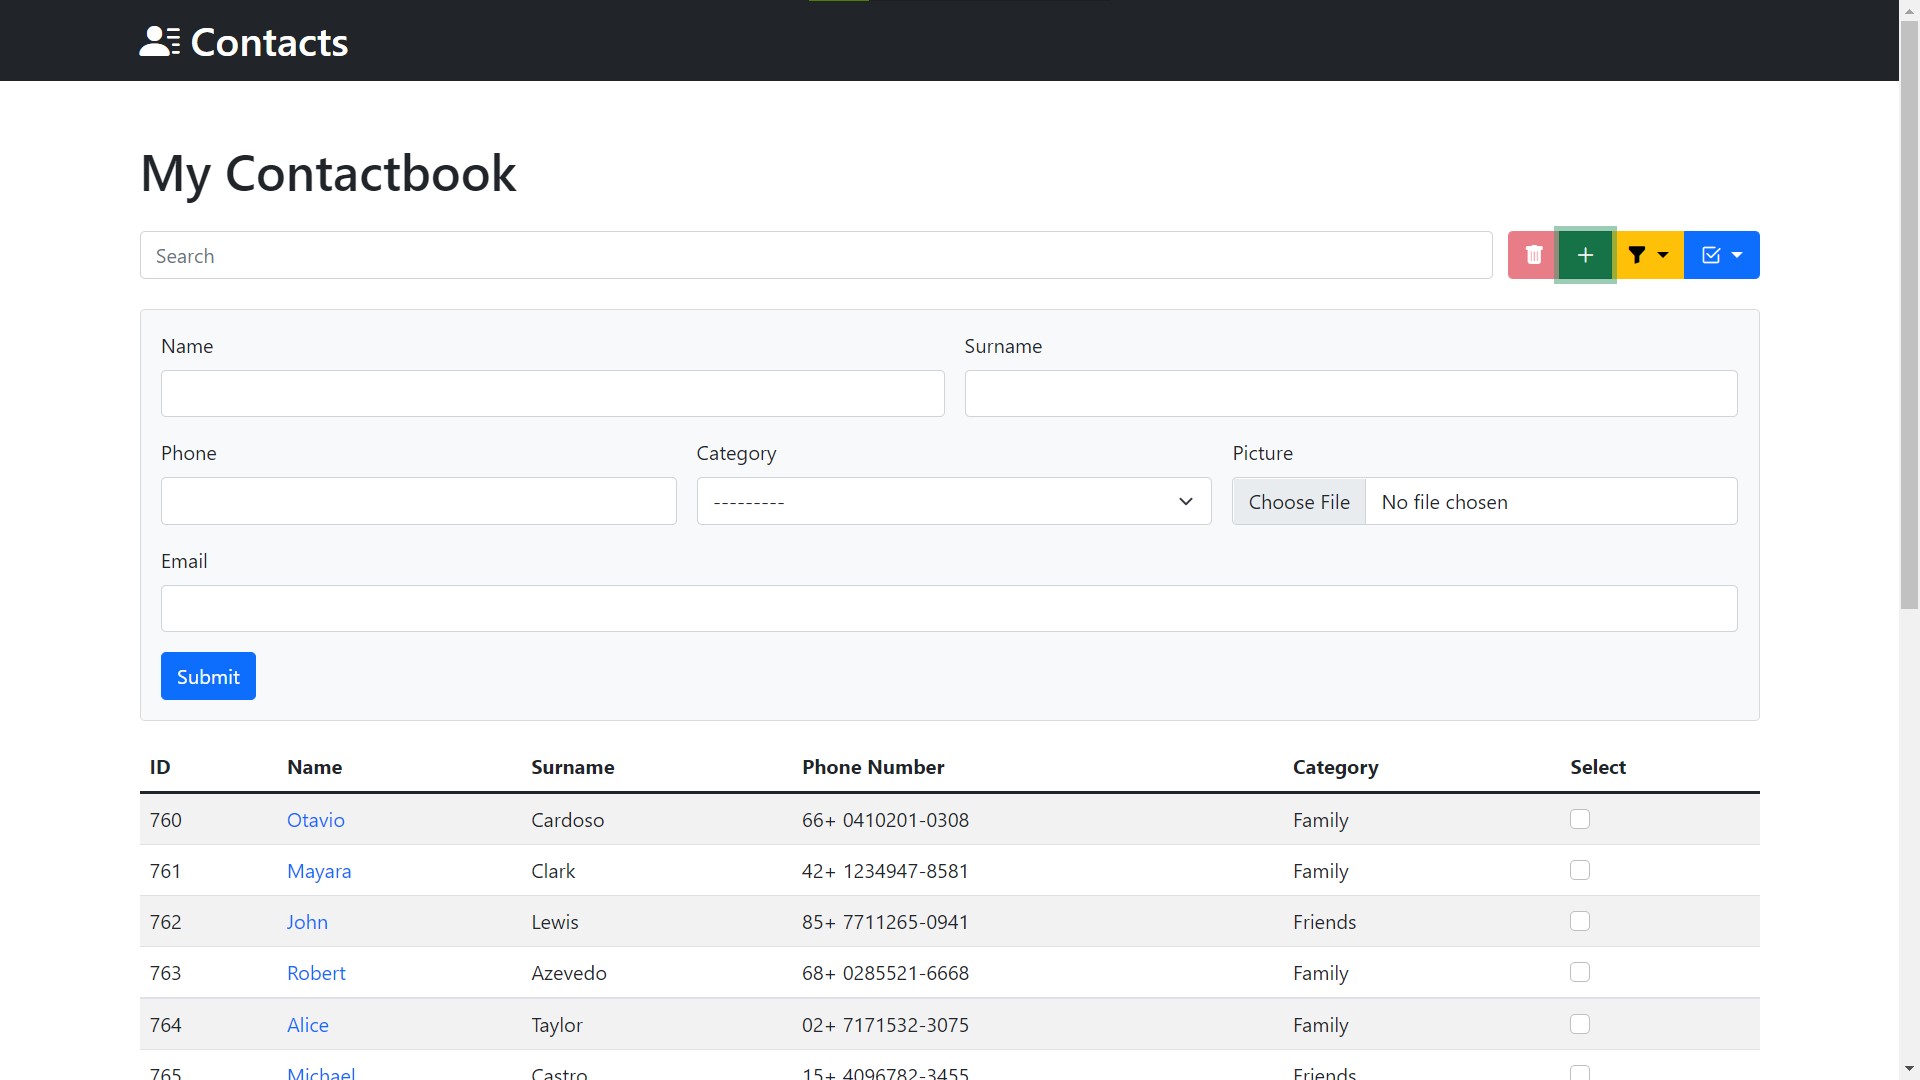 Contacts
My Contactbook
Search
Name Surname
Phone Category Picture
--------- Choose File No file chosen
Email
Submit
ID Name Surname Phone Number Category Select
760 Otavio Cardoso 66+ 0410201-0308 Family
761 Mayara Clark 42+ 1234947-8581 Family
762 John Lewis 85+ 7711265-0941 Friends
763 Robert Azevedo 68+ 0285521-6668 Family
764 Alice Taylor 02+ 7171532-3075 Family
765 Michael Castro 15+ 4096782-3455 Friends